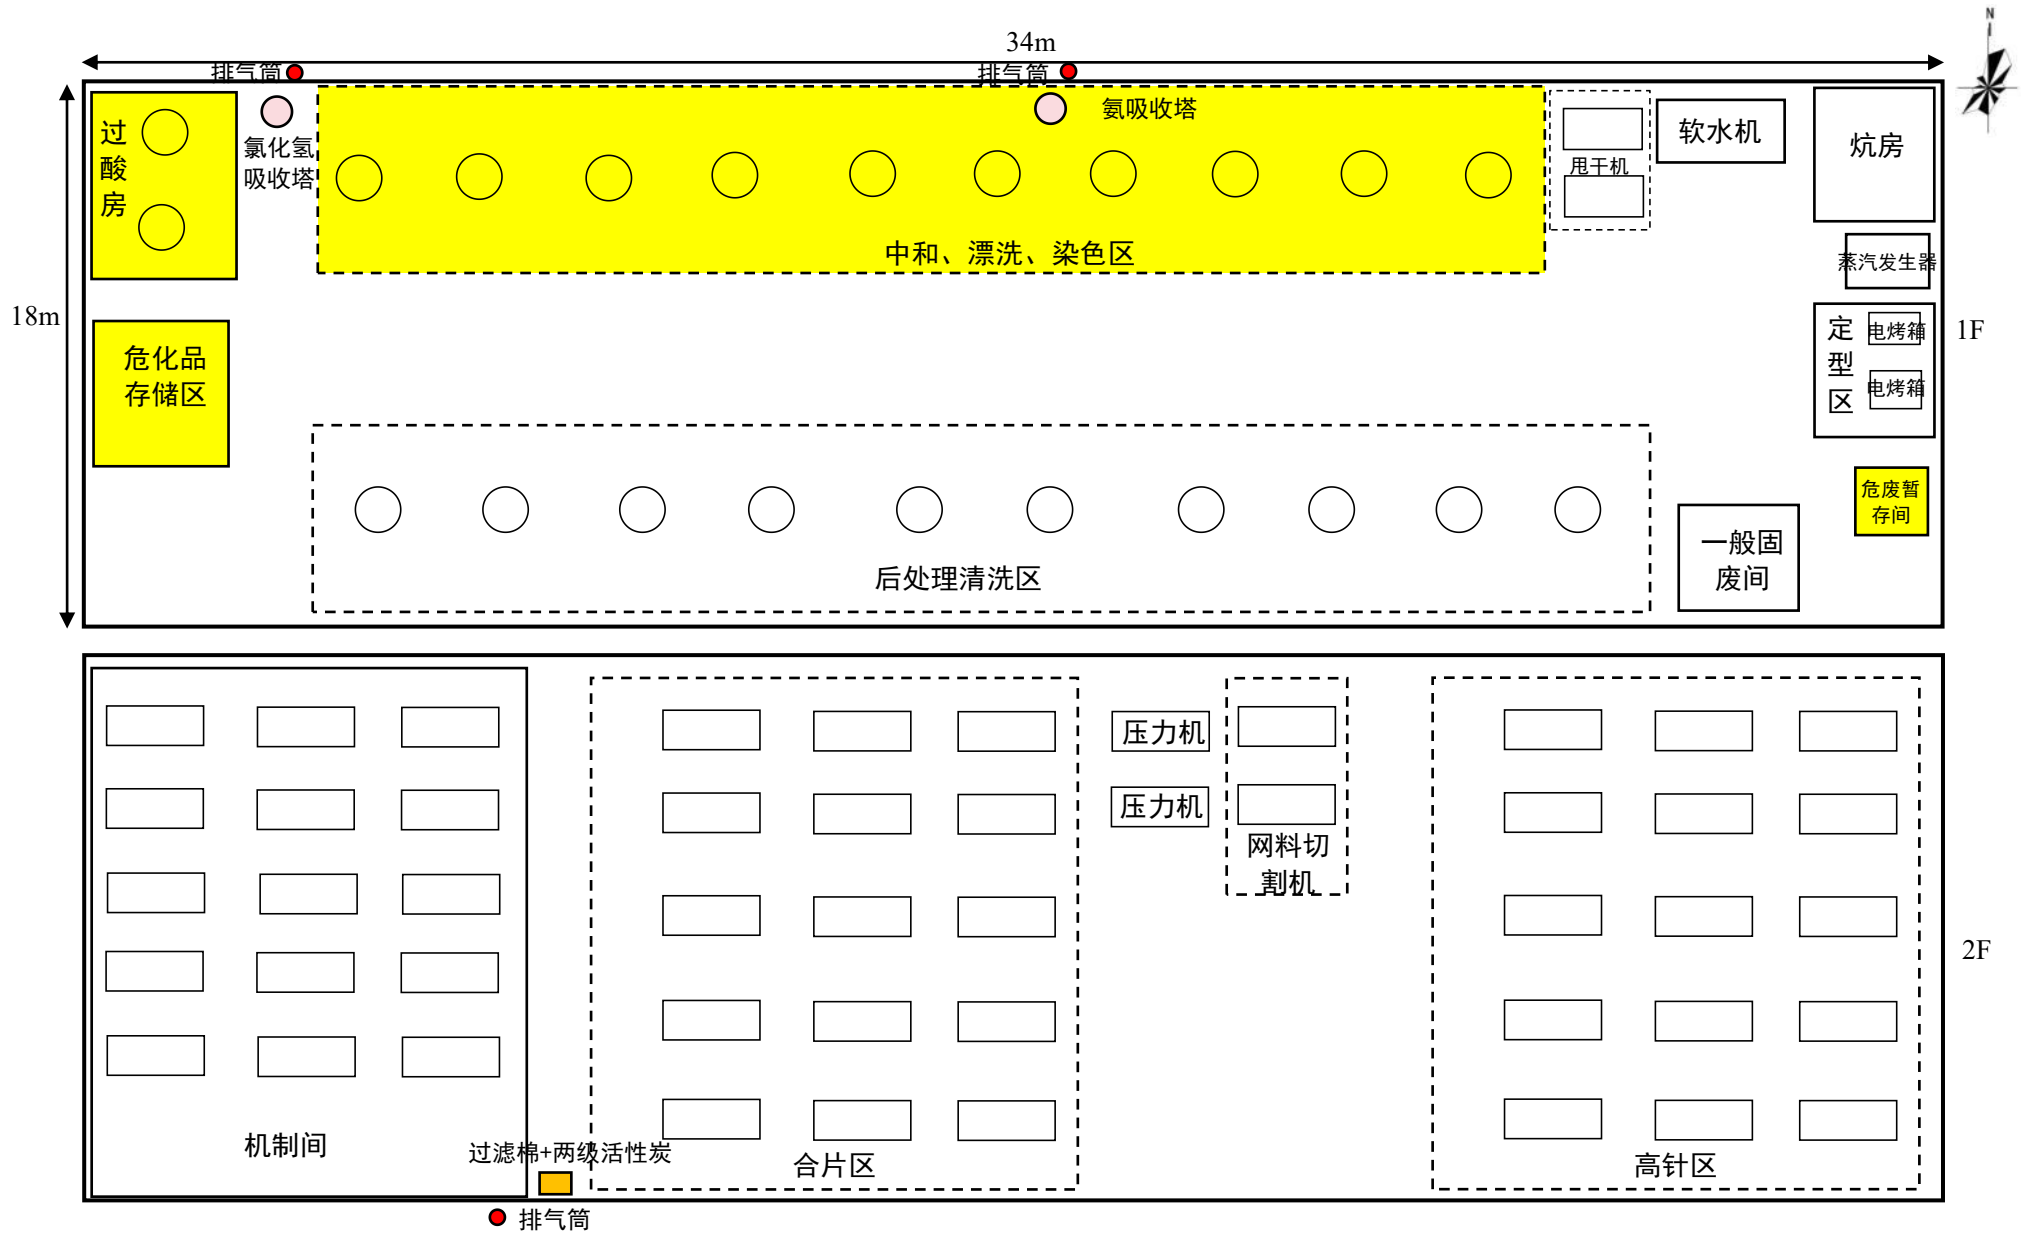 34m
N
排气筒
排气筒
过
酸
房
氯化氢
吸收塔
氨吸收塔
甩干机
软水机
炕房
中和、漂洗、染色区
蒸汽发生器
18m
危化品
存储区
定
型
区
电烤箱
电烤箱
1F
危废暂
存间
后处理清洗区
一般固
废间
压力机
压力机
网料切
割机
2F
机制间
过滤棉+两级活性炭
合片区
高针区
排气筒